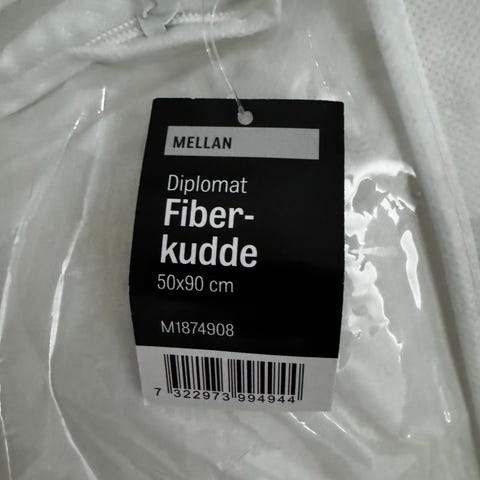 MELLAN
Diplomat
Fiber-
kudde
50x90 cm
M1874908
7 322973 994944